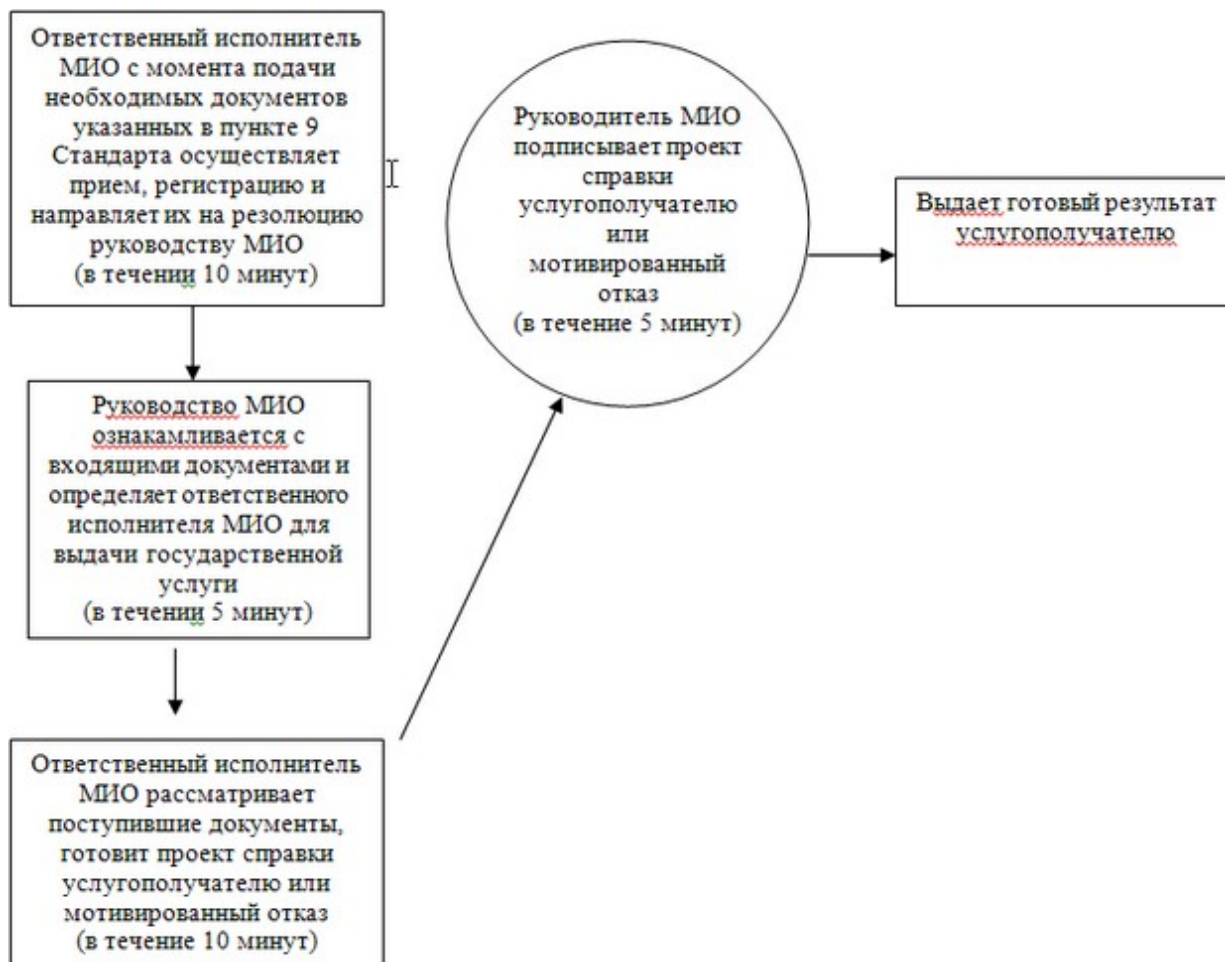 Ответственный исполнитель
МИО с момента подачи
необходимых документов
указанных в пункте 9
Стандарта осуществляет
прием, регистрацию и
направляет их на резолюцию
руководству МИО
(в течении 10 минут)
Руководство МИО
ознакамливается с
входящими документами и
определяет ответственного
исполнителя МИО для
выдачи государственной
услуги
(в течении 5 минут)
Ответственный исполнитель
МИО рассматривает
поступившие документы,
готовит проект справки
услугополучателю или
мотивированный отказ
(в течение 10 минут)
Руководитель МИО
подписывает проект
справки
услугополучателю
или
мотивированный
отказ
(в течение 5 минут)
Выдает готовый результат
услугополучателю